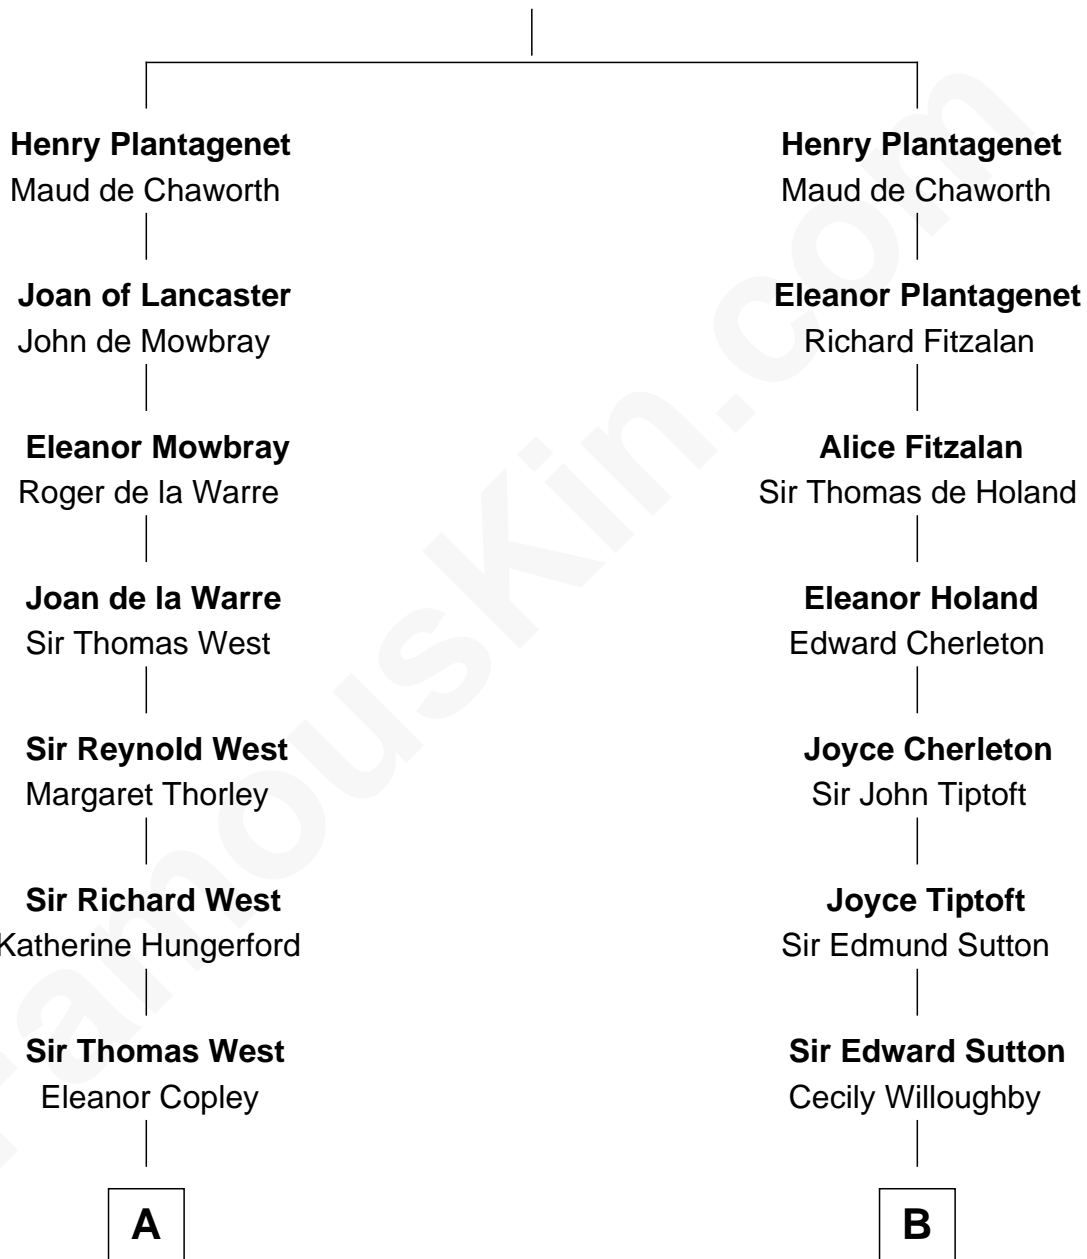 Henry Plantagenet
Maud de Chaworth
Joan of Lancaster
John de Mowbray
Eleanor Mowbray
Roger de la Warre
Joan de la Warre
Sir Thomas West
Sir Reynold West
Margaret Thorley
Sir Richard West
Katherine Hungerford
Sir Thomas West
Eleanor Copley
A
Henry Plantagenet
Maud de Chaworth
Eleanor Plantagenet
Richard Fitzalan
Alice Fitzalan
Sir Thomas de Holand
Eleanor Holand
Edward Cherleton
Joyce Cherleton
Sir John Tiptoft
Joyce Tiptoft
Sir Edmund Sutton
Sir Edward Sutton
Cecily Willoughby
B
FamousKin.com